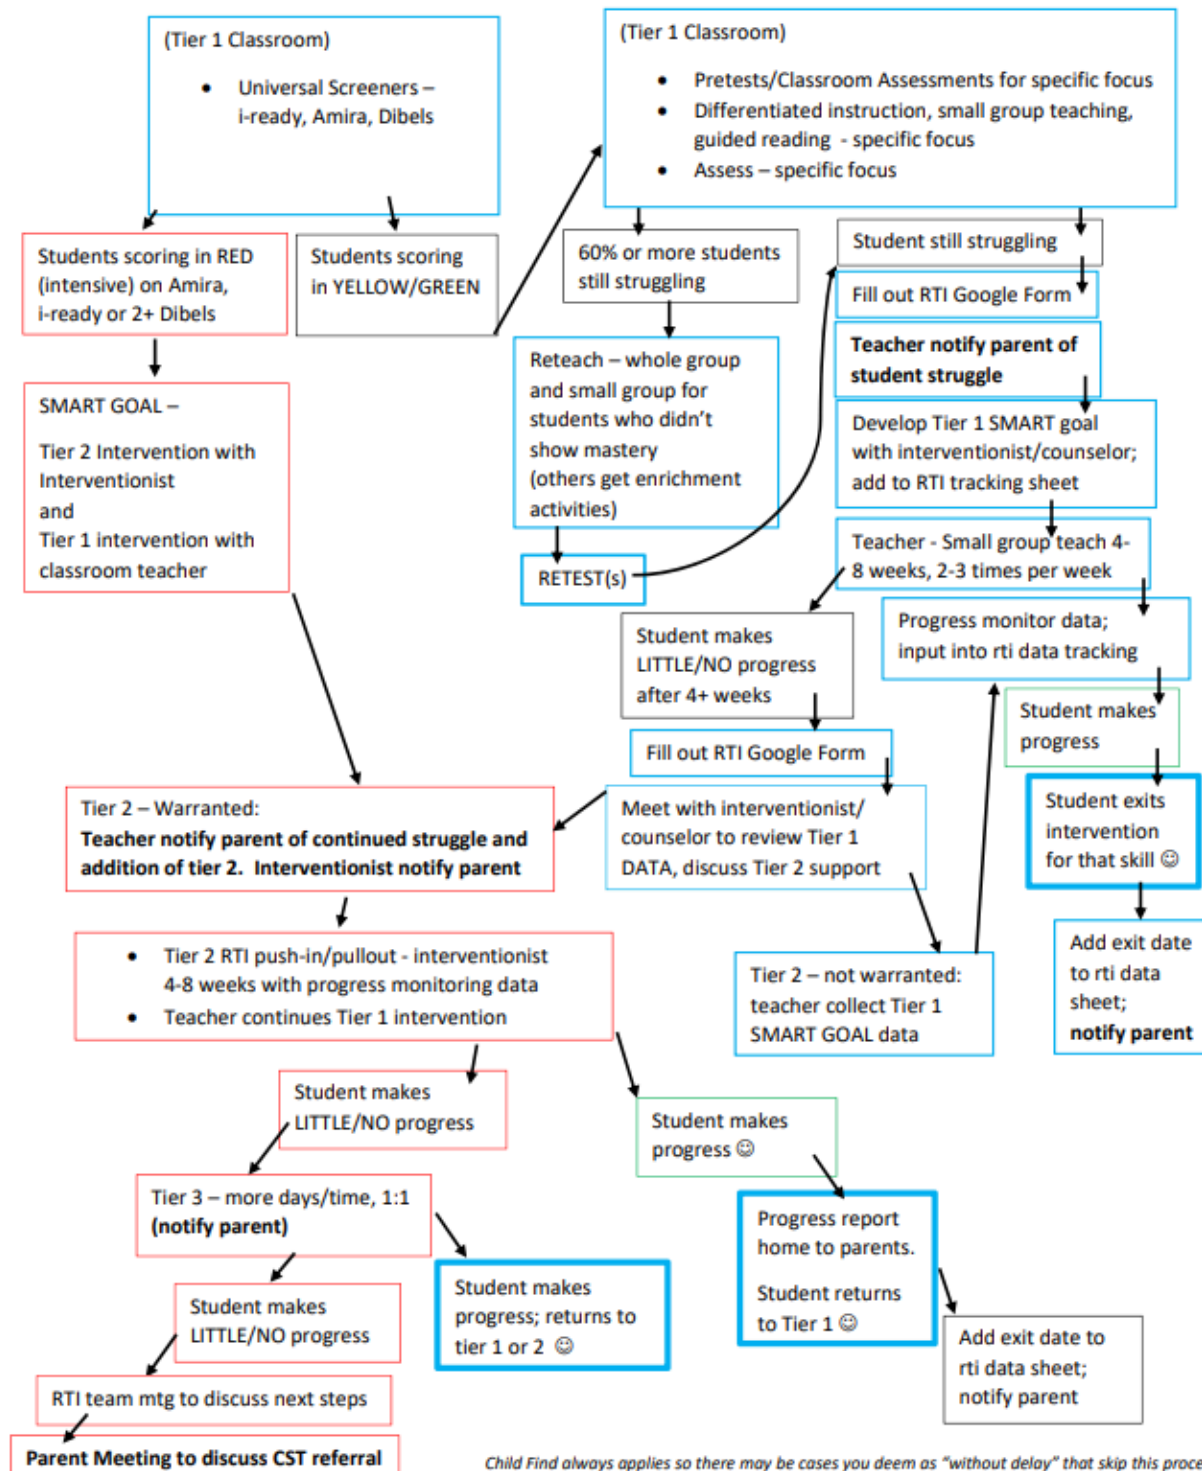 (Tier 1 Classroom)
• Universal Screeners –
i-ready, Amira, Dibels
(Tier 1 Classroom)
• Pretests/Classroom Assessments for specific focus
• Differentiated instruction, small group teaching,
guided reading - specific focus
• Assess – specific focus
Students scoring in RED
(intensive) on Amira,
i-ready or 2+ Dibels
Students scoring
in YELLOW/GREEN
60% or more students
still struggling
Student still struggling
Fill out RTI Google Form
Teacher notify parent of
student struggle
Reteach – whole group
and small group for
students who didn't
show mastery
(others get enrichment
activities)
Develop Tier 1 SMART goal
with interventionist/counselor;
add to RTI tracking sheet
SMART GOAL –
Tier 2 Intervention with
Interventionist
and
Tier 1 intervention with
classroom teacher
RETEST(s)
Teacher - Small group teach 4-
8 weeks, 2-3 times per week
Student makes
LITTLE/NO progress
after 4+ weeks
Progress monitor data;
input into rti data tracking
Student makes
progress
Fill out RTI Google Form
Student exits
intervention
for that skill ☺
Tier 2 – Warranted:
Teacher notify parent of continued struggle and
addition of tier 2. Interventionist notify parent
Meet with interventionist/
counselor to review Tier 1
DATA, discuss Tier 2 support
Add exit date
to rti data
sheet;
notify parent
• Tier 2 RTI push-in/pullout - interventionist
4-8 weeks with progress monitoring data
• Teacher continues Tier 1 intervention
Tier 2 – not warranted:
teacher collect Tier 1
SMART GOAL data
Student makes
LITTLE/NO progress
Student makes
progress ☺
Tier 3 – more days/time, 1:1
(notify parent)
Progress report
home to parents.
Student returns
to Tier 1 ☺
Student makes
progress; returns to
tier 1 or 2 ☺
Student makes
LITTLE/NO progress
Add exit date to
rti data sheet;
notify parent
RTI team mtg to discuss next steps
Parent Meeting to discuss CST referral
Child Find always applies so there may be cases you deem as "without delay" that skip this proce